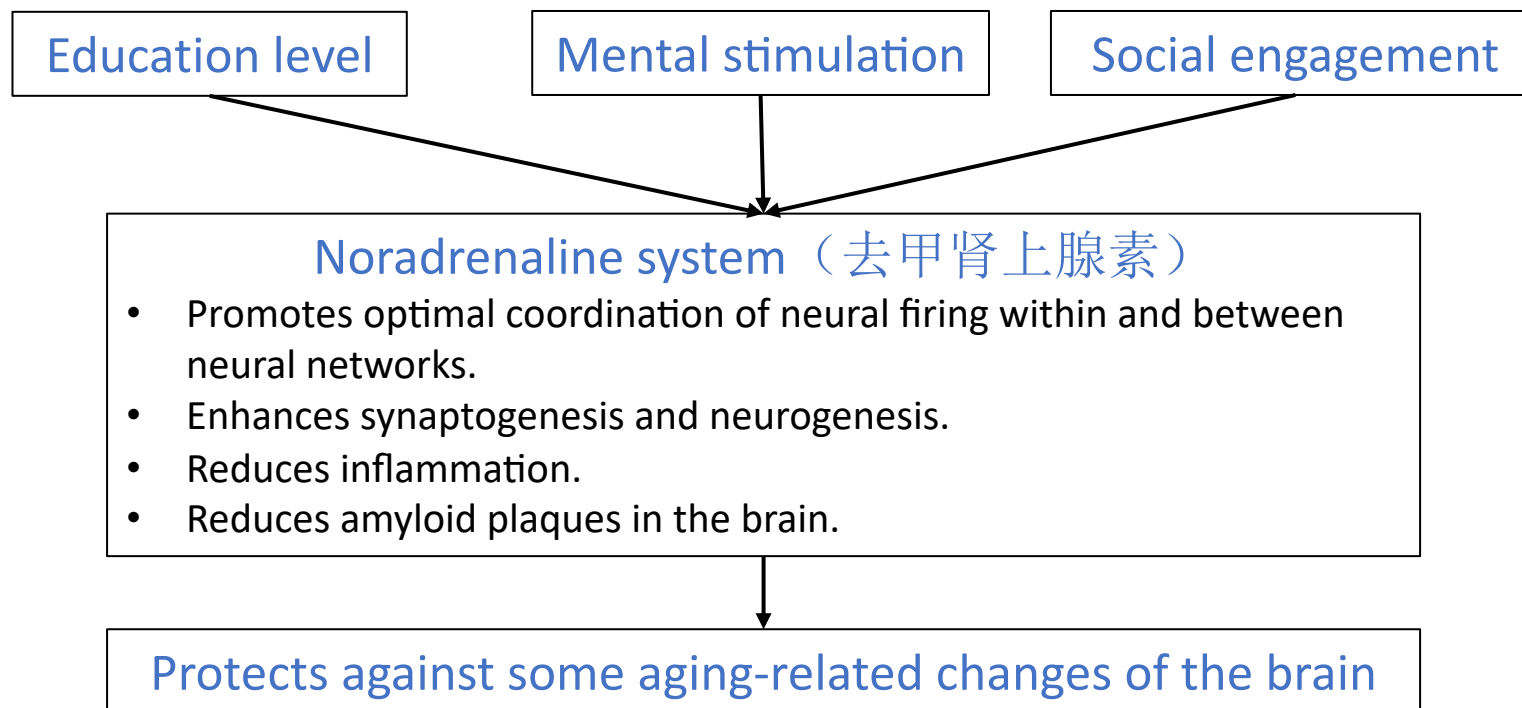 Education level
Mental stimulation
Social engagement
Noradrenaline system（去甲肾上腺素）
• Promotes optimal coordination of neural firing within and between
neural networks.
• Enhances synaptogenesis and neurogenesis.
• Reduces inflammation.
• Reduces amyloid plaques in the brain.
Protects against some aging-related changes of the brain